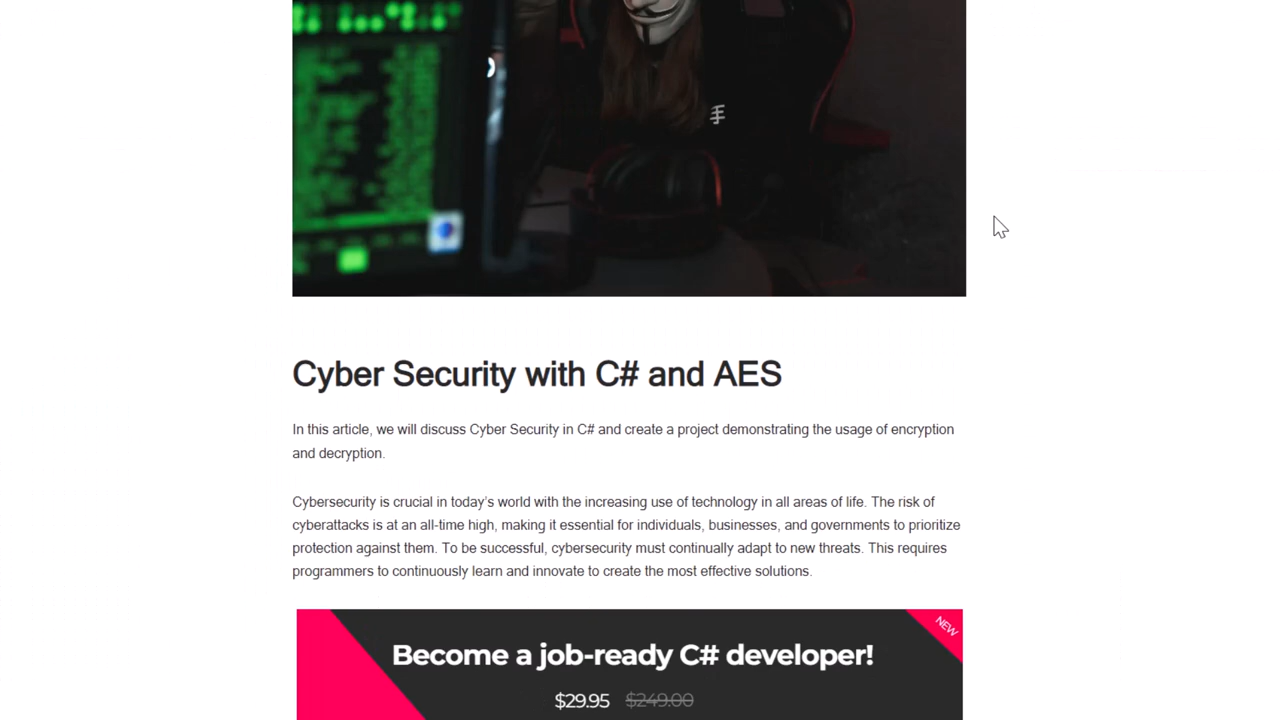 Cyber Security with C# and AES
In this article, we will discuss Cyber Security in C# and create a project demonstrating the usage of encryption
and decryption.
Cybersecurity is crucial in today's world with the increasing use of technology in all areas of life. The risk of
cyberattacks is at an all-time high, making it essential for individuals, businesses, and governments to prioritize
protection against them. To be successful, cybersecurity must continually adapt to new threats. This requires
programmers to continuously learn and innovate to create the most effective solutions.
NEW
Become a job-ready C# developer!
$29.95 $249.00